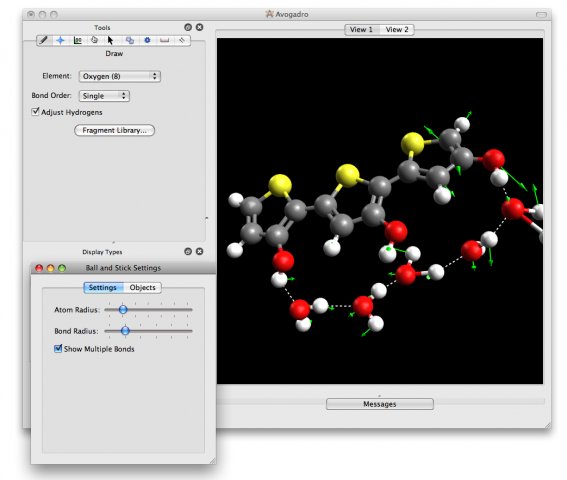 Avogadro
Tools
Draw
Element: Oxygen (8)
Bond Order: Single
Adjust Hydrogens
Fragment Library...
View 1 View 2
Display Types
Ball and Stick Settings
Settings Objects
Atom Radius:
Bond Radius:
Show Multiple Bonds
Messages